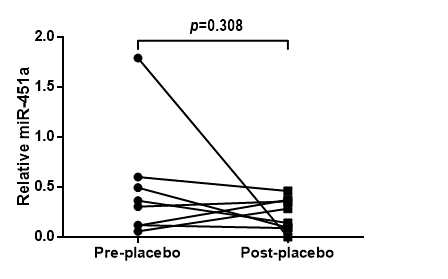 p=0.308
2.0
1.5
1.0
0.5
0.0
Relative miR-451a
Pre-placebo
Post-placebo